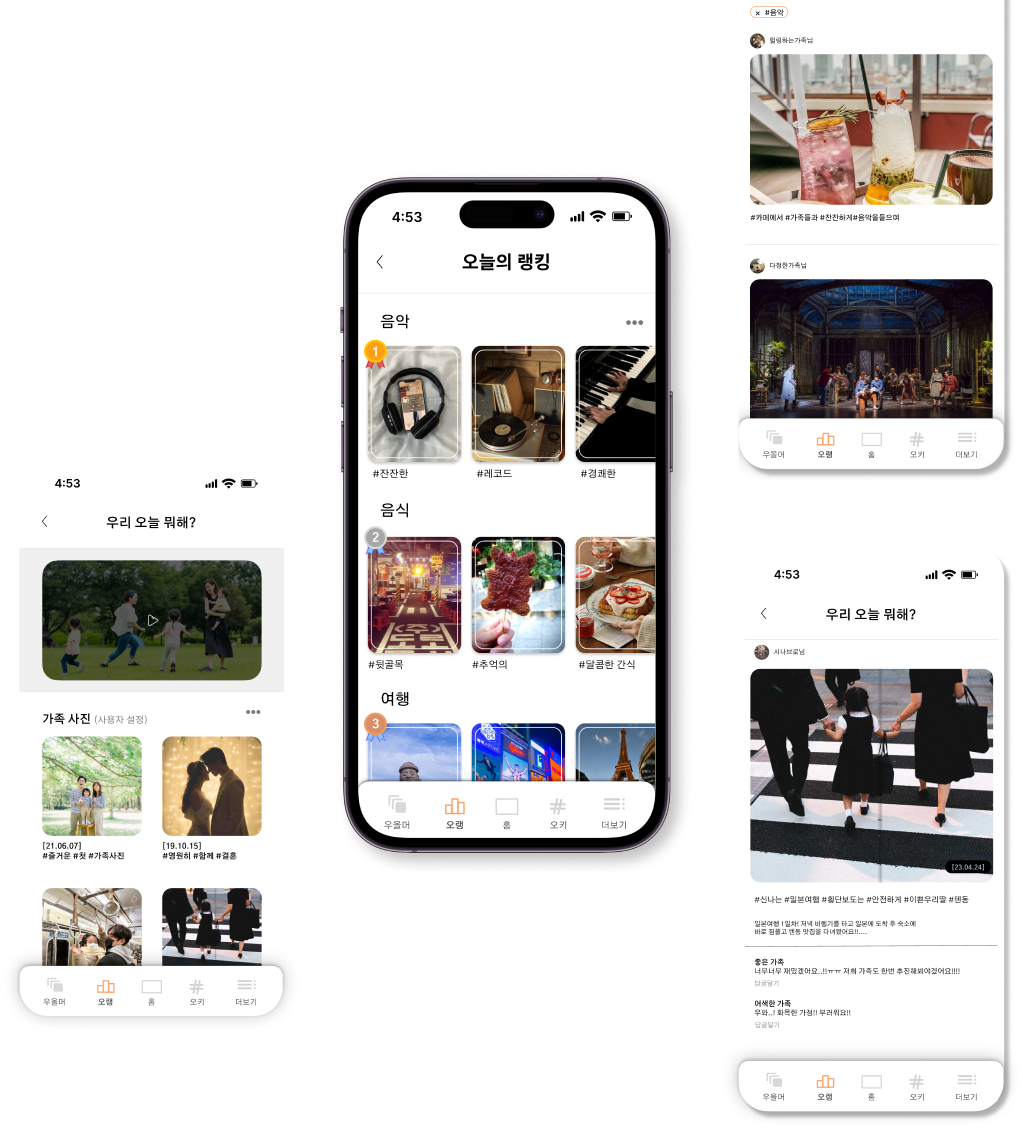 × #음악
힐링하는가족님
#카페에서 #가족들과 #잔잔하게#음악을들으며
다정한가족님
우올머 오랭 홈 오키 더보기
4:53
오늘의 랭킹
음악
1
#잔잔한 #레코드 #경쾌한
음식
2
#뒷골목 #추억의 #달콤한 간식
여행
3
우올머 오랭 홈 오키 더보기
4:53
우리 오늘 뭐해?
가족 사진 (사용자 설정)
[21.06.07] [19.10.15]
#즐거운 #첫 #가족사진 #영원히 #함께 #결혼
우올머 오랭 홈 오키 더보기
4:53
우리 오늘 뭐해?
시나브로님
[23.04.24]
#신나는 #일본여행 #횡단보도는 #안전하게 #이쁜우리딸 #텐동
일본여행 1일차! 저녁 바행기를 타고 일본에 도착 후 숙소에
바로 짐풀고 텐동 맛집을 다녀왔어요!!....
좋은 가족
너무너무 재밌겠어요..!!ㅠㅠ 저희 가족도 한번 추진해봐야겠어요!!!!
답글달기
어색한 가족
우와..! 화목한 가정!! 부러워요!!
답글달기
우올머 오랭 홈 오키 더보기